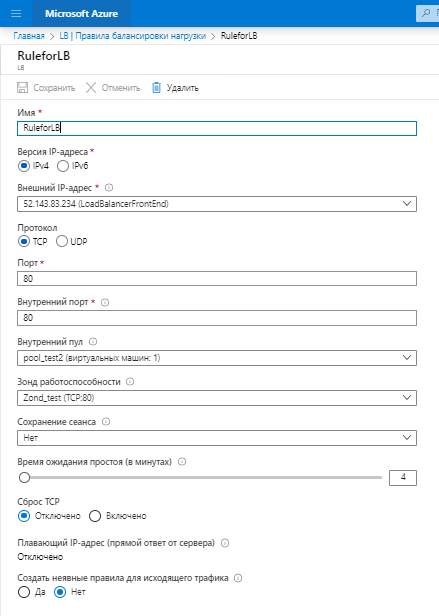 Microsoft Azure
Главная > LB | Правила балансировки нагрузки > RuleforLB
RuleforLB
LB
Сохранить Отменить Удалить
Имя *
RuleforLB
Версия IP-адреса *
IPv4 IPv6
Внешний IP-адрес *
52.143.83.234 (LoadBalancerFrontEnd)
Протокол
TCP UDP
Порт *
80
Внутренний порт *
80
Внутренний пул
pool_test2 (виртуальных машин: 1)
Зонд работоспособности
Zond_test (TCP:80)
Сохранение сеанса
Нет
Время ожидания простоя (в минутах)
4
Сброс TCP
Отключено Включено
Плавающий IP-адрес (прямой ответ от сервера)
Отключено
Создать неявные правила для исходящего трафика
Да Нет